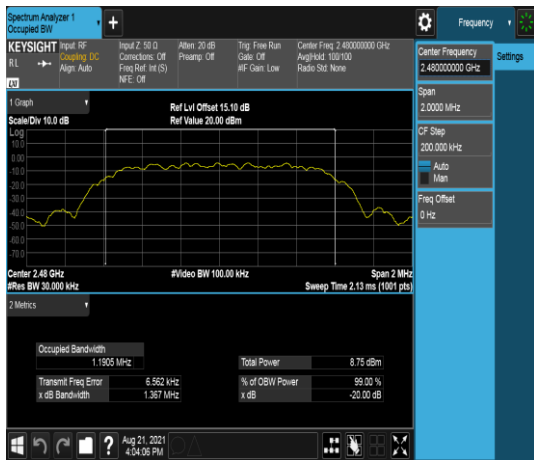 Spectrum Analyzer 1
Occupied BW
+
Frequency
KEYSIGHT
RL
LXI
Input: RF
Coupling: DC
Align: Auto
Input Z: 50 Ω
Corrections: Off
Freq Ref: Int (S)
NFE: Off
Atten: 20 dB
Preamp: Off
Trig: Free Run
Gate: Off
#IF Gain: Low
Center Freq: 2.480000000 GHz
Avg|Hold: 100/100
Radio Std: None
Center Frequency
2.480000000 GHz
Settings
Span
2.0000 MHz
CF Step
200.000 kHz
Auto
Man
Freq Offset
0 Hz
1 Graph
Scale/Div 10.0 dB
Ref Lvl Offset 15.10 dB
Ref Value 20.00 dBm
Log
10.0
0.00
-10.0
-20.0
-30.0
-40.0
-50.0
-60.0
-70.0
Center 2.48 GHz
#Video BW 100.00 kHz
Span 2 MHz
#Res BW 30.000 kHz
Sweep Time 2.13 ms (1001 pts)
2 Metrics
Occupied Bandwidth
1.1905 MHz
Total Power 8.75 dBm
Transmit Freq Error 6.562 kHz
% of OBW Power 99.00 %
x dB Bandwidth 1.367 MHz
x dB -20.00 dB
?
Aug 21, 2021
4:04:06 PM